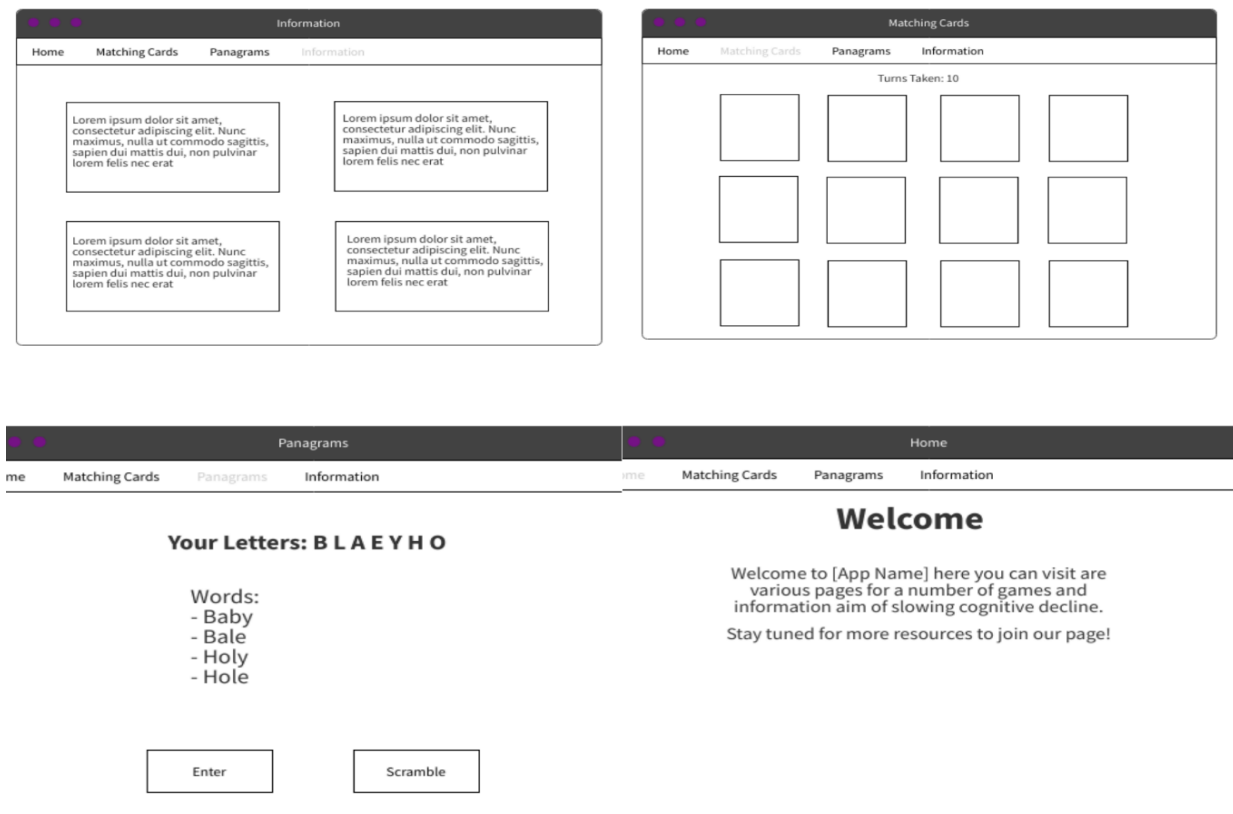 Information
Home Matching Cards Panagrams Information
Lorem ipsum dolor sit amet,
consectetur adipiscing elit. Nunc
maximus, nulla ut commodo sagittis,
sapien dui mattis dui, non pulvinar
lorem felis nec erat
Lorem ipsum dolor sit amet,
consectetur adipiscing elit. Nunc
maximus, nulla ut commodo sagittis,
sapien dui mattis dui, non pulvinar
lorem felis nec erat
Lorem ipsum dolor sit amet,
consectetur adipiscing elit. Nunc
maximus, nulla ut commodo sagittis,
sapien dui mattis dui, non pulvinar
lorem felis nec erat
Lorem ipsum dolor sit amet,
consectetur adipiscing elit. Nunc
maximus, nulla ut commodo sagittis,
sapien dui mattis dui, non pulvinar
lorem felis nec erat
Matching Cards
Home Matching Cards Panagrams Information
Turns Taken: 10
Panagrams
me Matching Cards Panagrams Information
Your Letters: B L A E Y H O
Words:
- Baby
- Bale
- Holy
- Hole
Enter Scramble
Home
ome Matching Cards Panagrams Information
Welcome
Welcome to [App Name] here you can visit are
various pages for a number of games and
information aim of slowing cognitive decline.
Stay tuned for more resources to join our page!